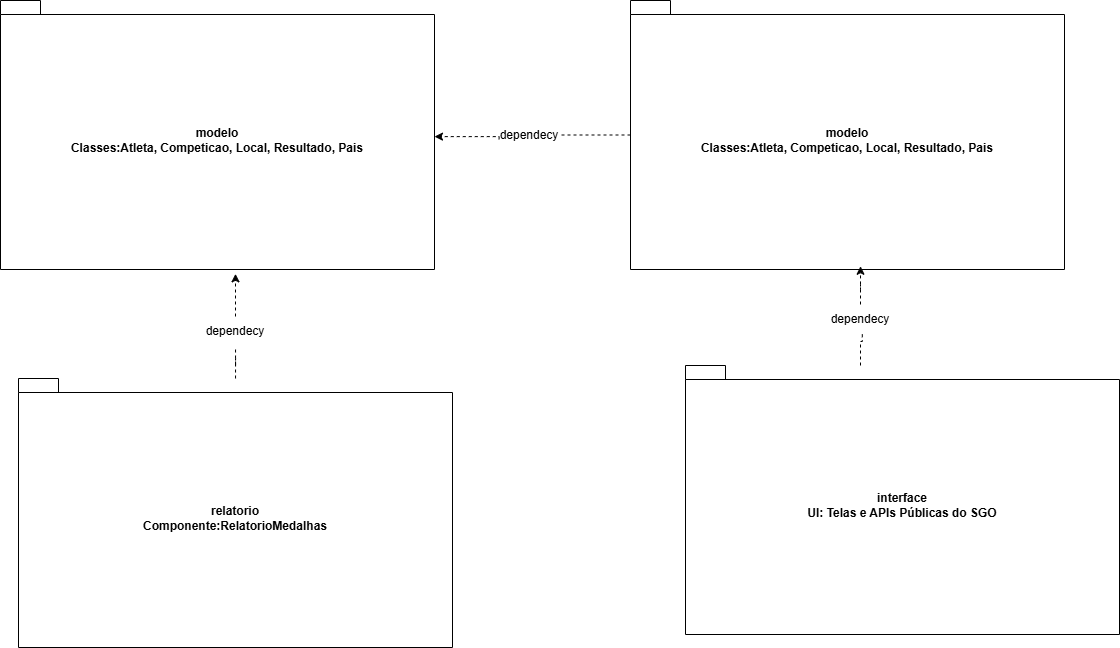 modelo
Classes:Atleta, Competicao, Local, Resultado, Pais
dependecy
modelo
Classes:Atleta, Competicao, Local, Resultado, Pais
dependecy
dependecy
relatorio
Componente:RelatorioMedalhas
interface
UI: Telas e APIs Públicas do SGO